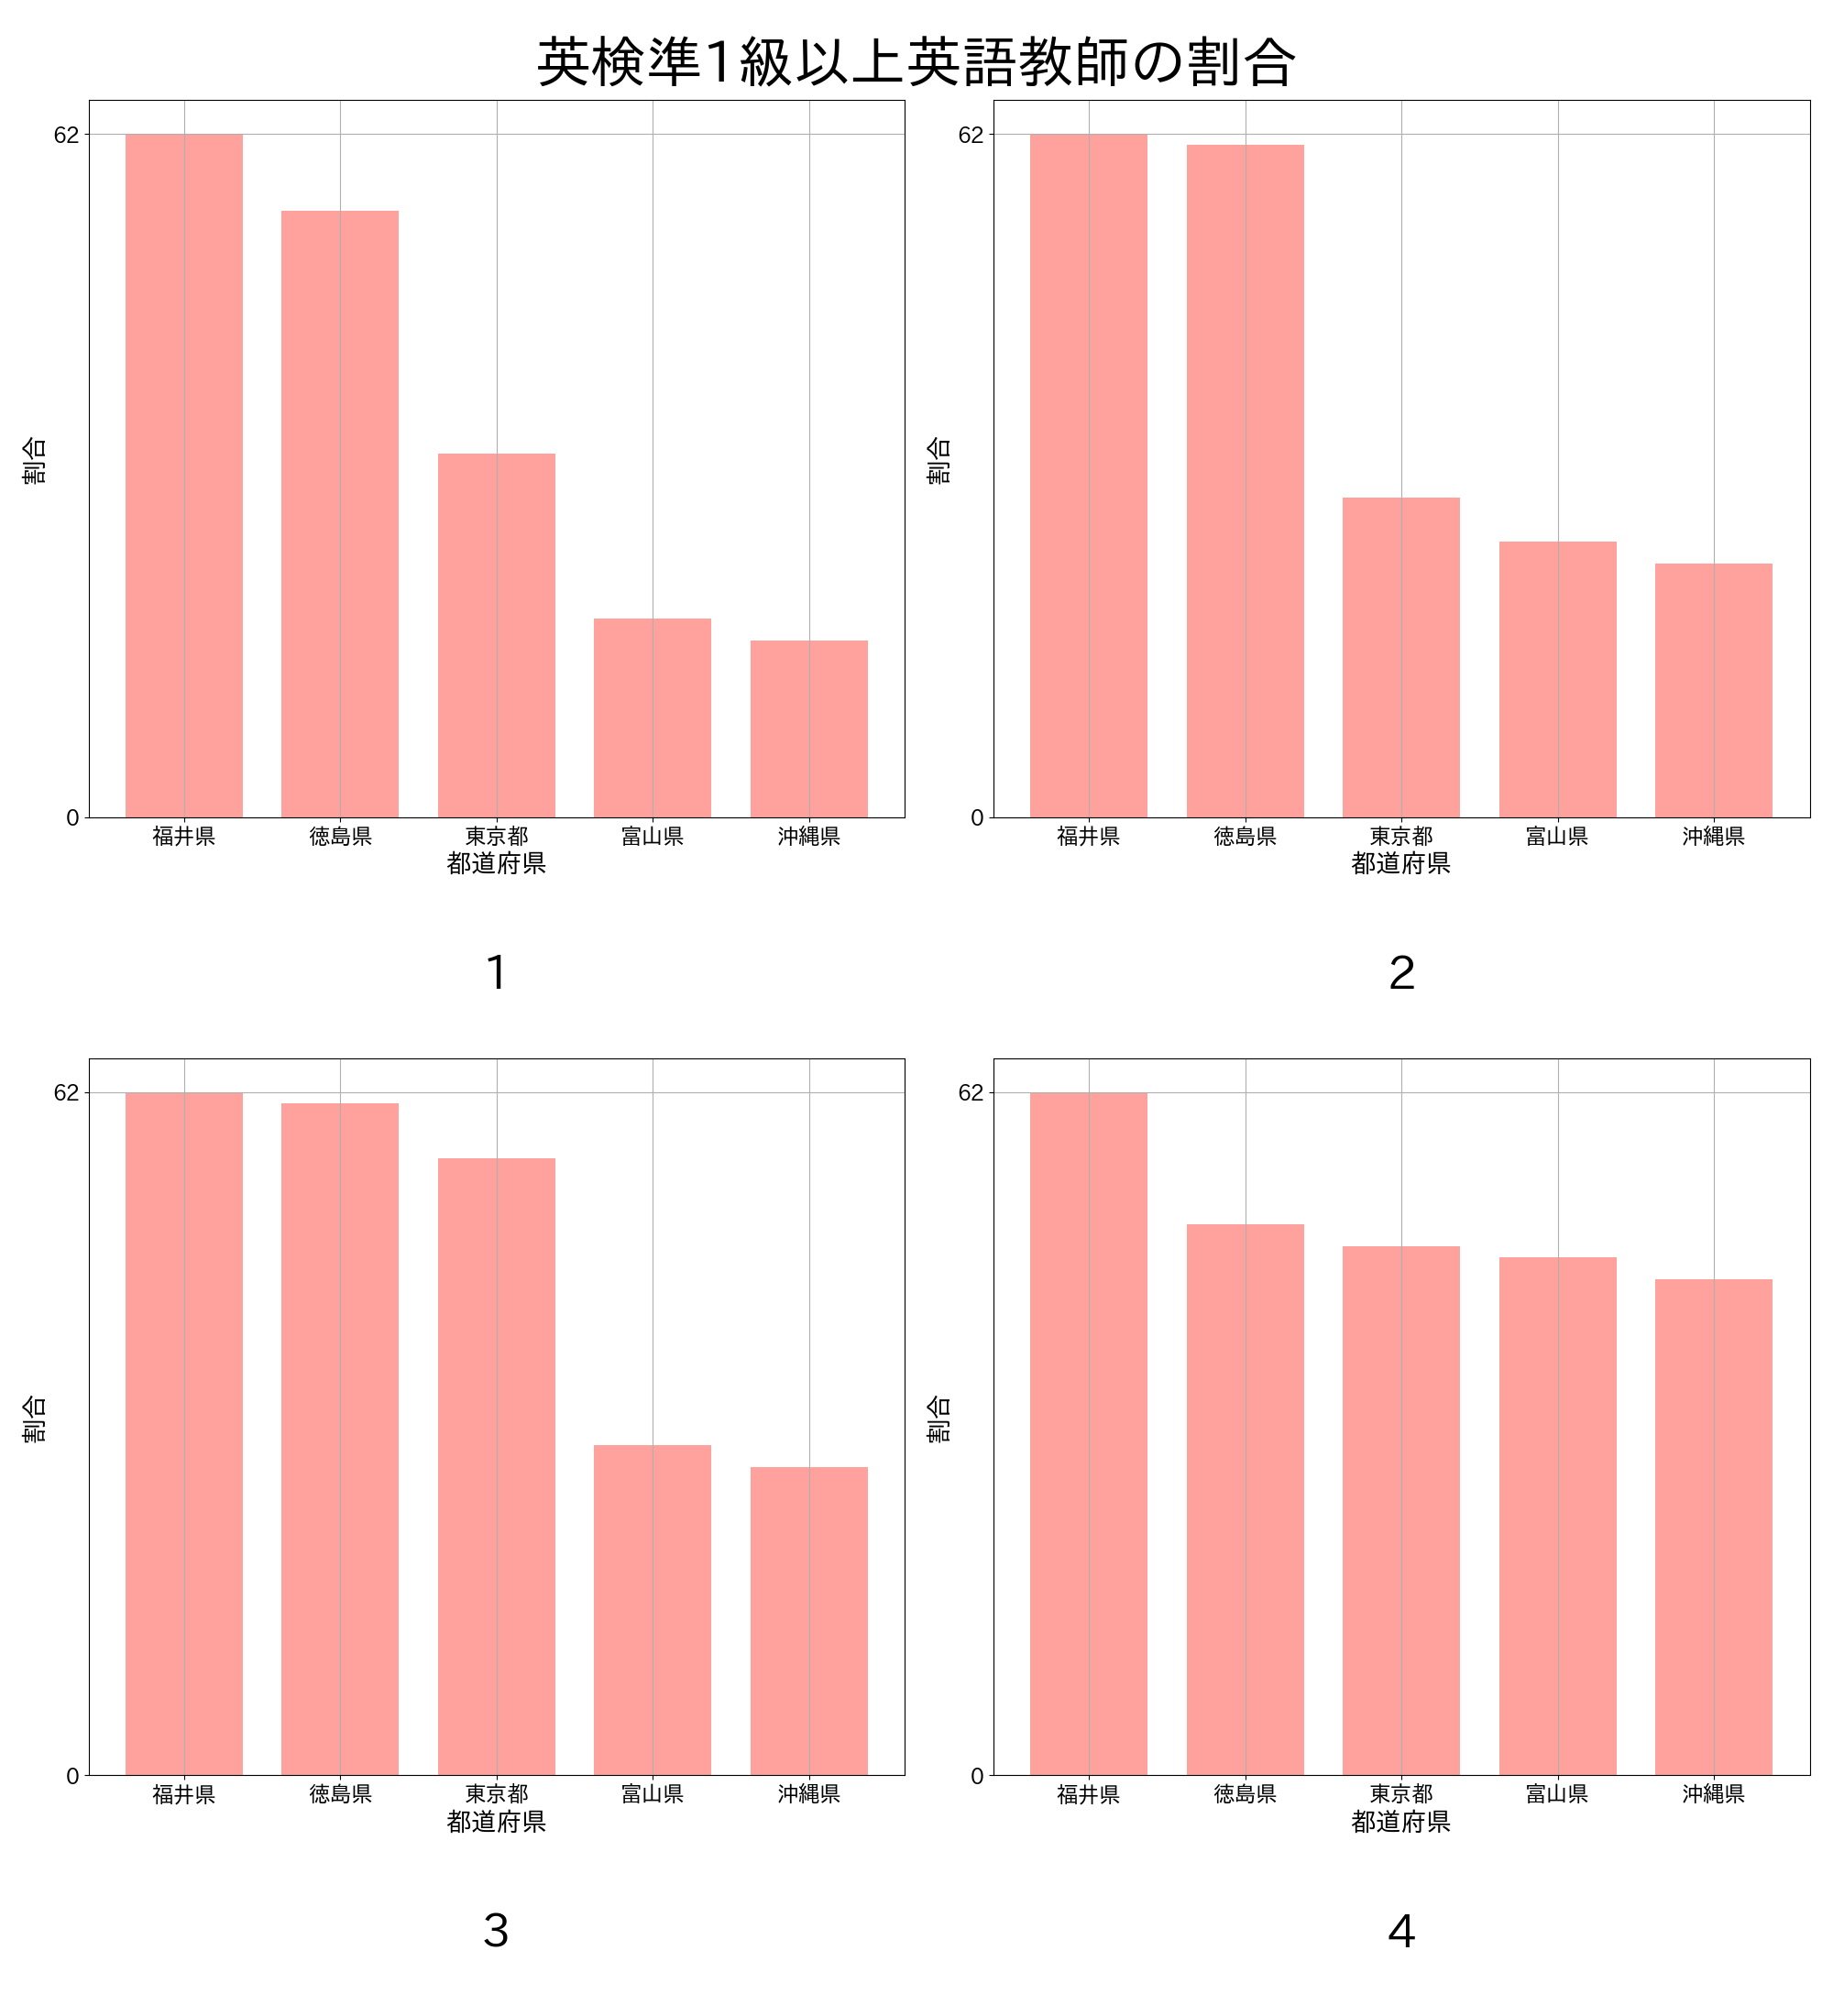 英検準1級以上英語教師の割合
62
0
割合
福井県 徳島県 東京都 富山県 沖縄県
都道府県
1
62
0
割合
福井県 徳島県 東京都 富山県 沖縄県
都道府県
2
62
0
割合
福井県 徳島県 東京都 富山県 沖縄県
都道府県
3
62
0
割合
福井県 徳島県 東京都 富山県 沖縄県
都道府県
4